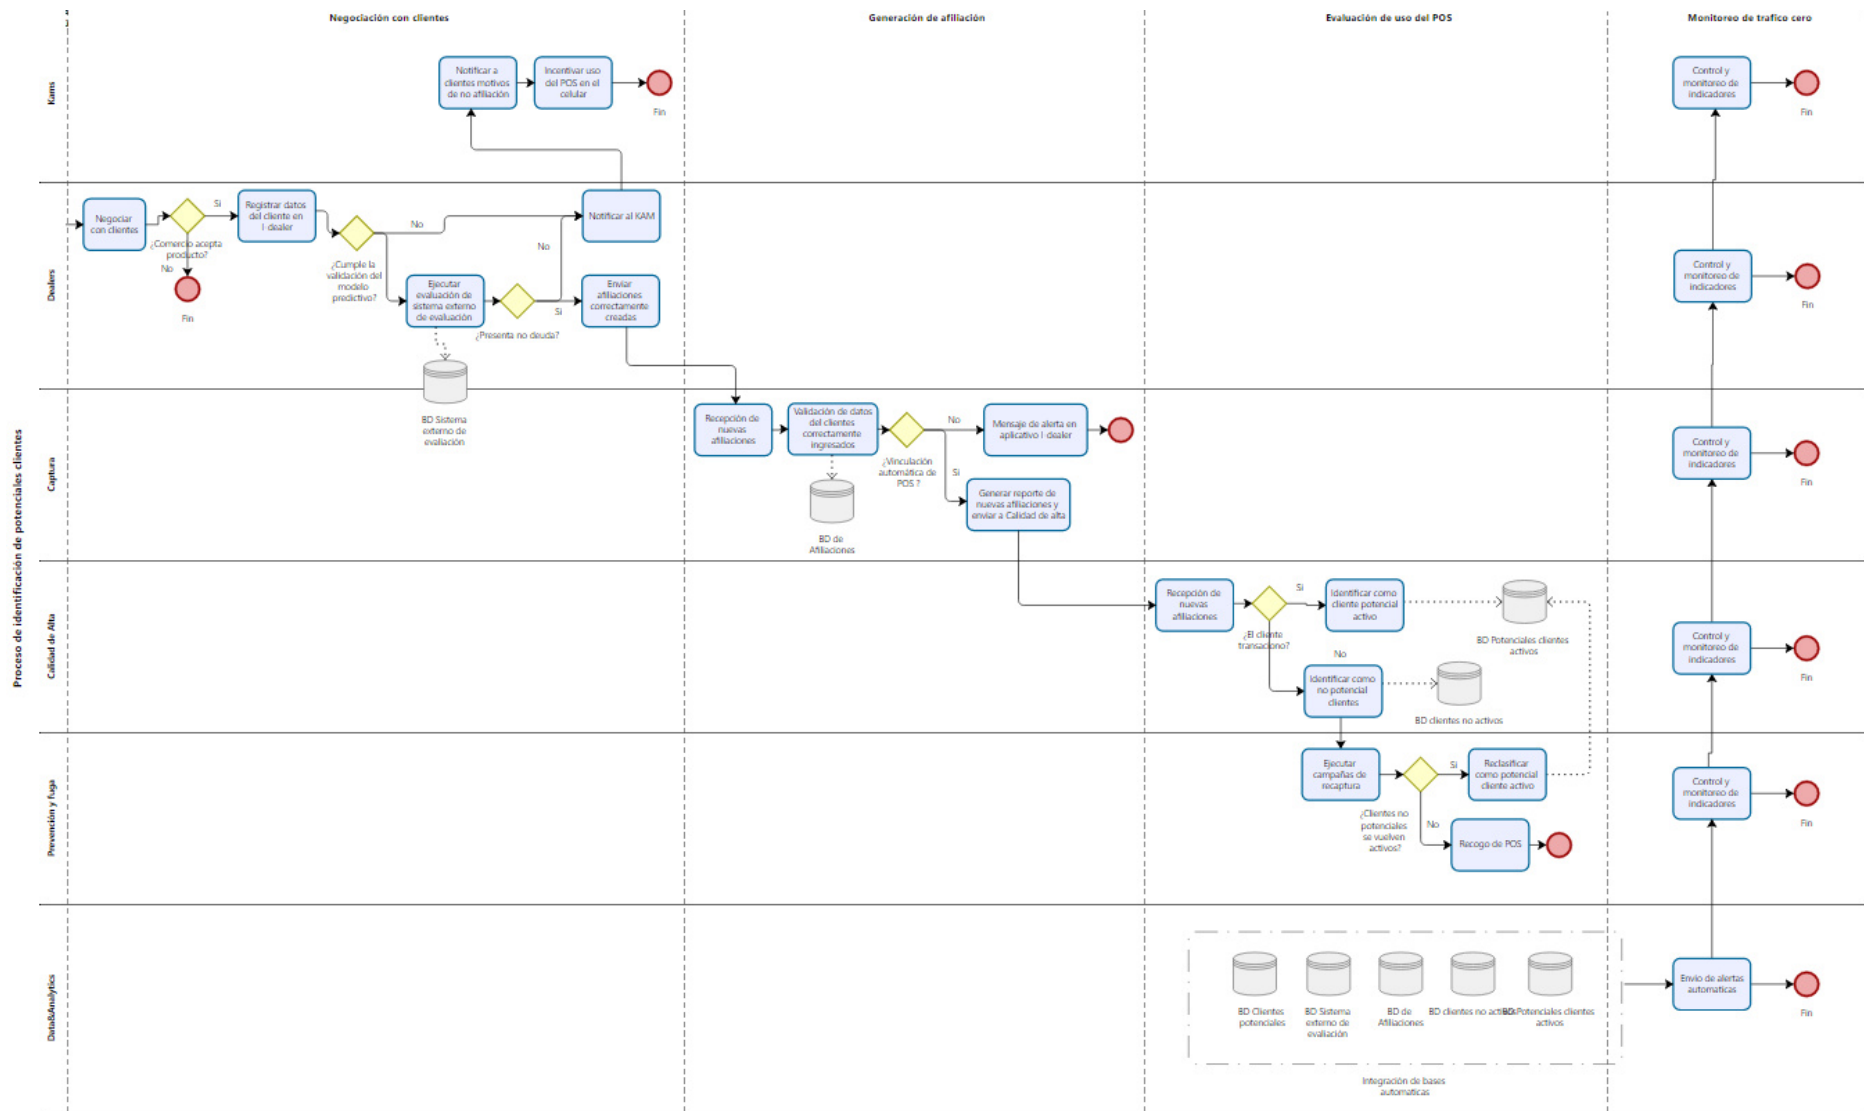 Negociación con clientes
Generación de afiliación
Evaluación de uso del POS
Monitoreo de trafico cero
Proceso de identificación de potenciales clientes
Kams
Notificar a
clientes motivos
de no afiliación
Incentivar uso
del POS en el
celular
Fin
Control y
monitoreo de
indicadores
Fin
Dealers
Negociar
con clientes
¿Comercio acepta
producto?
Si
No
Fin
Registrar datos
del cliente en
I-dealer
¿Cumple la
validación del
modelo
predictivo?
No
Notificar al KAM
Ejecutar
evaluación de
sistema externo
de evaluación
¿Presenta no deuda?
No
Si
Enviar
afiliaciones
correctamente
creadas
BD Sistema
externo de
evaliación
Control y
monitoreo de
indicadores
Fin
Captura
Recepción de
nuevas
afiliaciones
Validación de datos
del clientes
correctamente
ingresados
BD de
Afiliaciones
¿Vinculación
automática de
POS ?
No
Si
Mensaje de alerta en
aplicativo I-dealer
Generar reporte de
nuevas afiliaciones y
enviar a Calidad de alta
Control y
monitoreo de
indicadores
Fin
Calidad de Alta
Recepción de
nuevas
afiliaciones
¿El cliente
transaciono?
Si
No
Identificar como
cliente potencial
activo
BD Potenciales clientes
activos
Identificar como
no potencial
clientes
BD clientes no activos
Control y
monitoreo de
indicadores
Fin
Prevención y fuga
Ejecutar
campañas de
recaptura
¿Clientes no
potenciales
se vuelven
activos?
Si
No
Reclasificar
como potencial
cliente activo
Recogo de POS
Control y
monitoreo de
indicadores
Fin
Data&Analytics
BD Clientes
potenciales
BD Sistema
externo de
evaliación
BD de
Afiliaciones
BD clientes no activos
BD Potenciales clientes
activos
Integración de bases
automaticas
Envio de alertas
automaticas
Fin